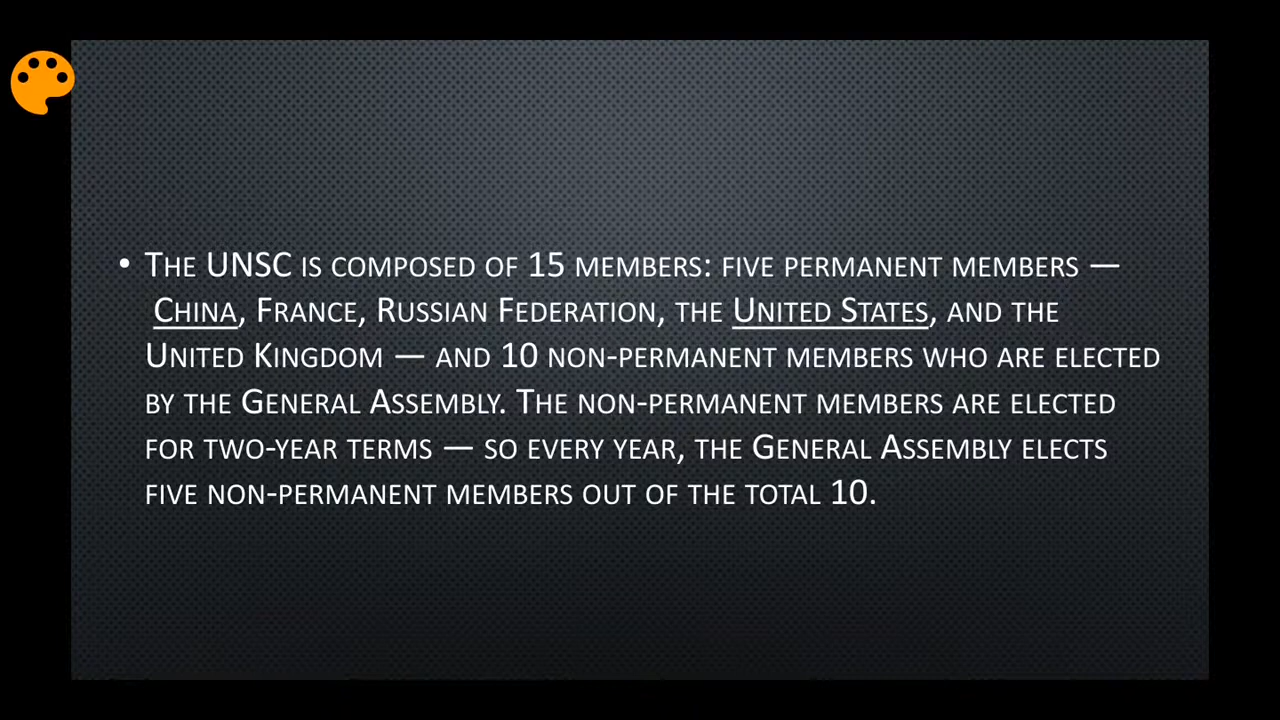 • The UNSC is composed of 15 members: five permanent members —
China, France, Russian Federation, the United States, and the
United Kingdom — and 10 non-permanent members who are elected
by the General Assembly. The non-permanent members are elected
for two-year terms — so every year, the General Assembly elects
five non-permanent members out of the total 10.